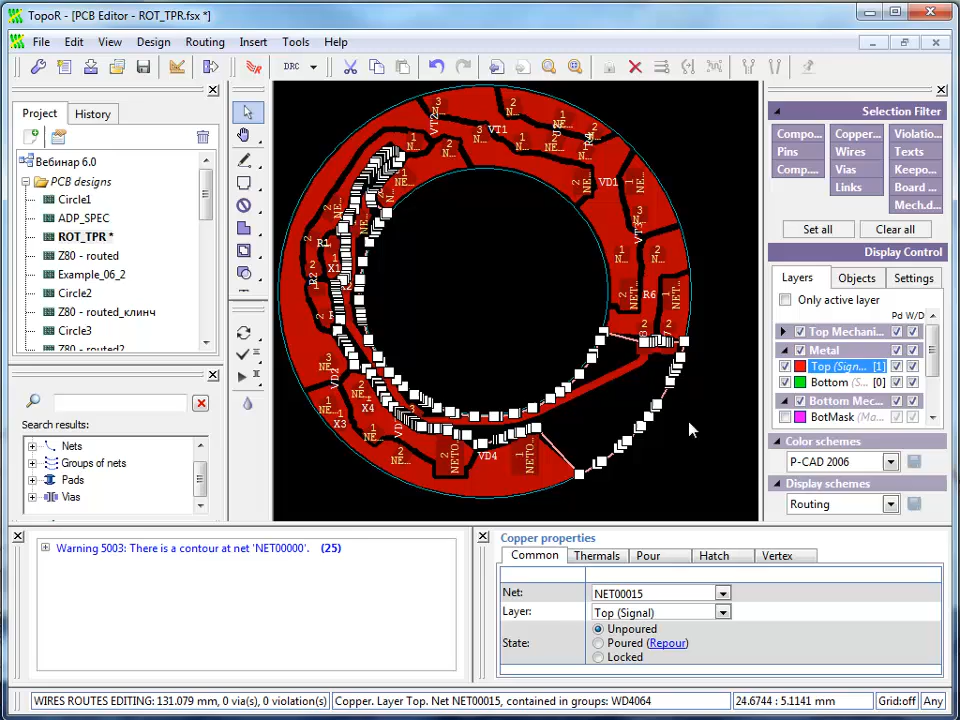 TopoR - [PCB Editor - ROT_TPR.fsx *]
File Edit View Design Routing Insert Tools Help
DRC
Project History
Вебинар 6.0
PCB designs
Circle1
ADP_SPEC
ROT_TPR *
Z80 - routed
Example_06_2
Circle2
Z80 - routed_клинч
Circle3
Z80 - routed2
Search results:
Nets
Groups of nets
Pads
Vias
VT2
VT1
VD1
VT3
R6
R1
X1
R2
VD2
X4
X3
VD4
Selection Filter
Compo... Copper... Violatio...
Pins Wires Texts
Comp... Vias Keepo...
Links Board ...
Mech.d...
Set all Clear all
Display Control
Layers Objects Settings
Only active layer
Pd W/D
Top Mechani...
Metal
Top (Sign... [1]
Bottom (S... [0]
Bottom Mec...
BotMask (Ma...
Color schemes
P-CAD 2006
Display schemes
Routing
Warning 5003: There is a contour at net 'NET00000'. (25)
Copper properties
Common Thermals Pour Hatch Vertex
Net: NET00015
Layer: Top (Signal)
State: Unpoured
Poured (Repour)
Locked
WIRES ROUTES EDITING: 131.079 mm, 0 via(s), 0 violation(s) Copper. Layer Top. Net NET00015, contained in groups: WD4064 24.6744 : 5.1141 mm Grid:off Any